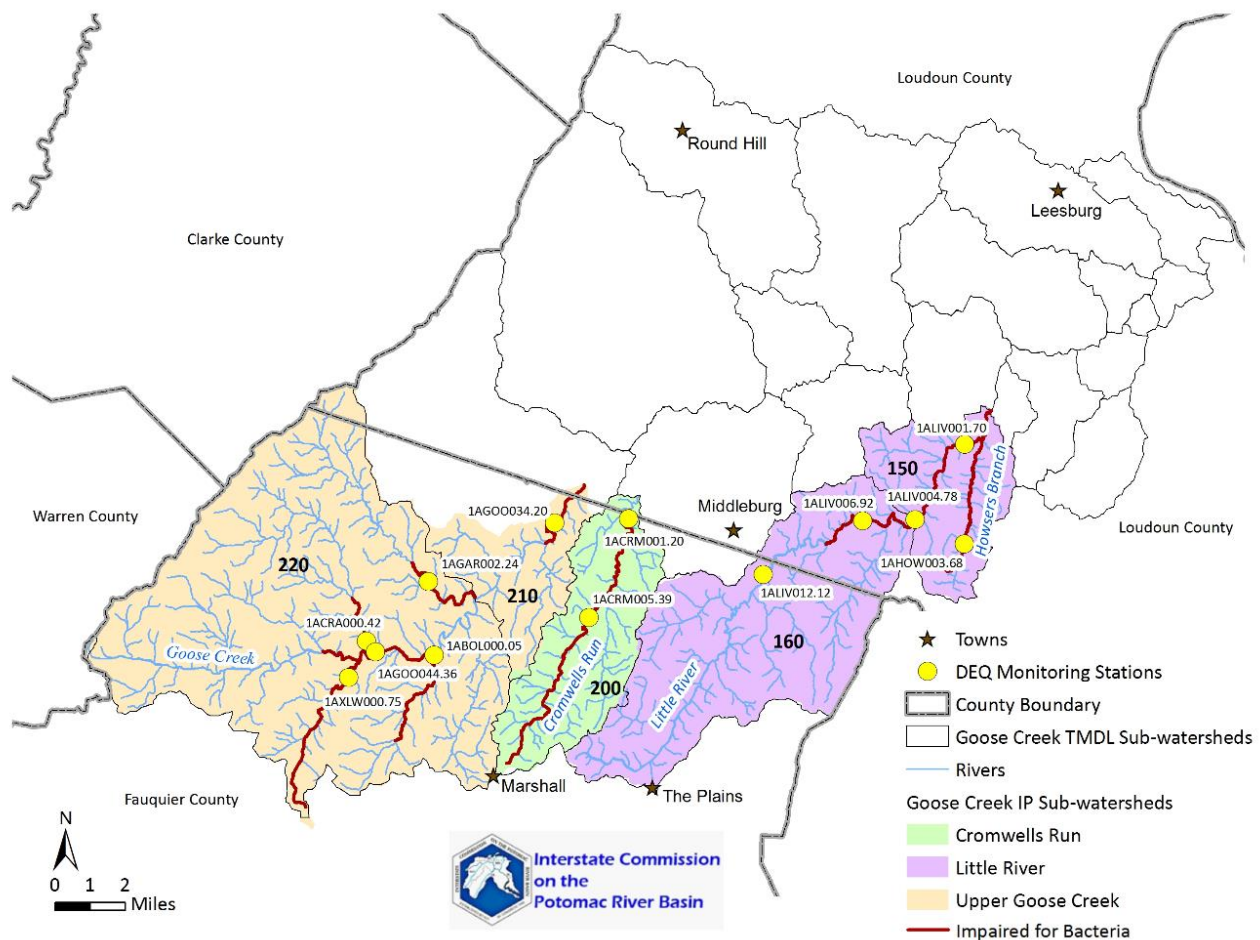 Loudoun County
Round Hill
Leesburg
Clarke County
1ALIV001.70
150
Howsers Branch
Middleburg
1ALIV006.92
1ALIV004.78
1AGOO034.20
Warren County
Loudoun County
1ACRM001.20
1AHOW003.68
220
1AGAR002.24
210
1ACRM005.39
1ALIV012.12
1ACRA000.42
160
Goose Creek
1ABOL000.05
1AGOO044.36
Cromwells Run
200
Little River
1AXLW000.75
Marshall
The Plains
Fauquier County
N
0 1 2
Miles
Interstate Commission
on the
Potomac River Basin
Towns
DEQ Monitoring Stations
County Boundary
Goose Creek TMDL Sub-watersheds
Rivers
Goose Creek IP Sub-watersheds
Cromwells Run
Little River
Upper Goose Creek
Impaired for Bacteria